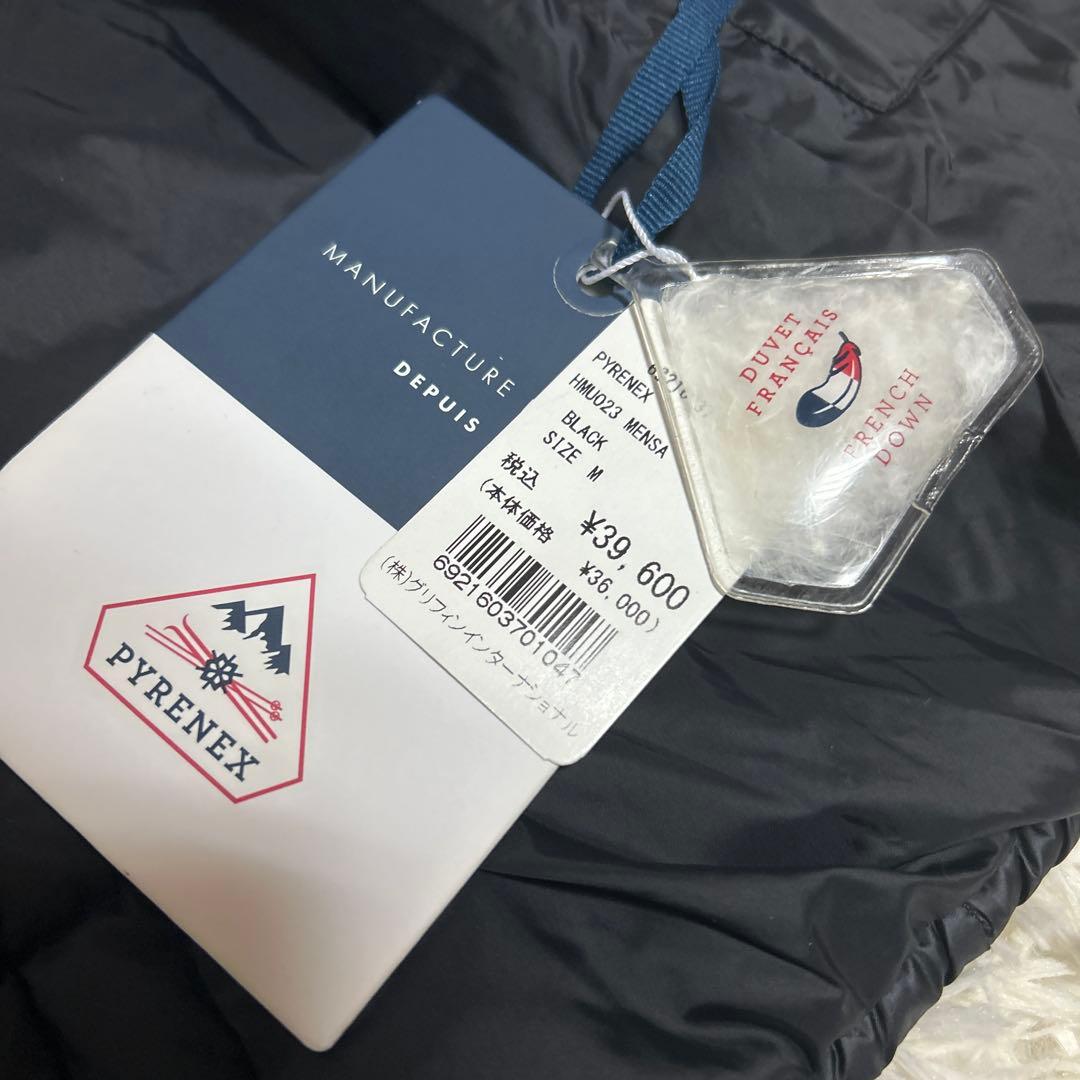 MANUFACTURE
DEPUIS
PYRENEX
PYRENEX
HMU023 MENSA
BLACK
SIZE M
税込 ¥39,600
(本体価格 ¥36,000)
6921603701047
(株)グリフィンインターナショナル
DUVET
FRANÇAIS
FRENCH
DOWN